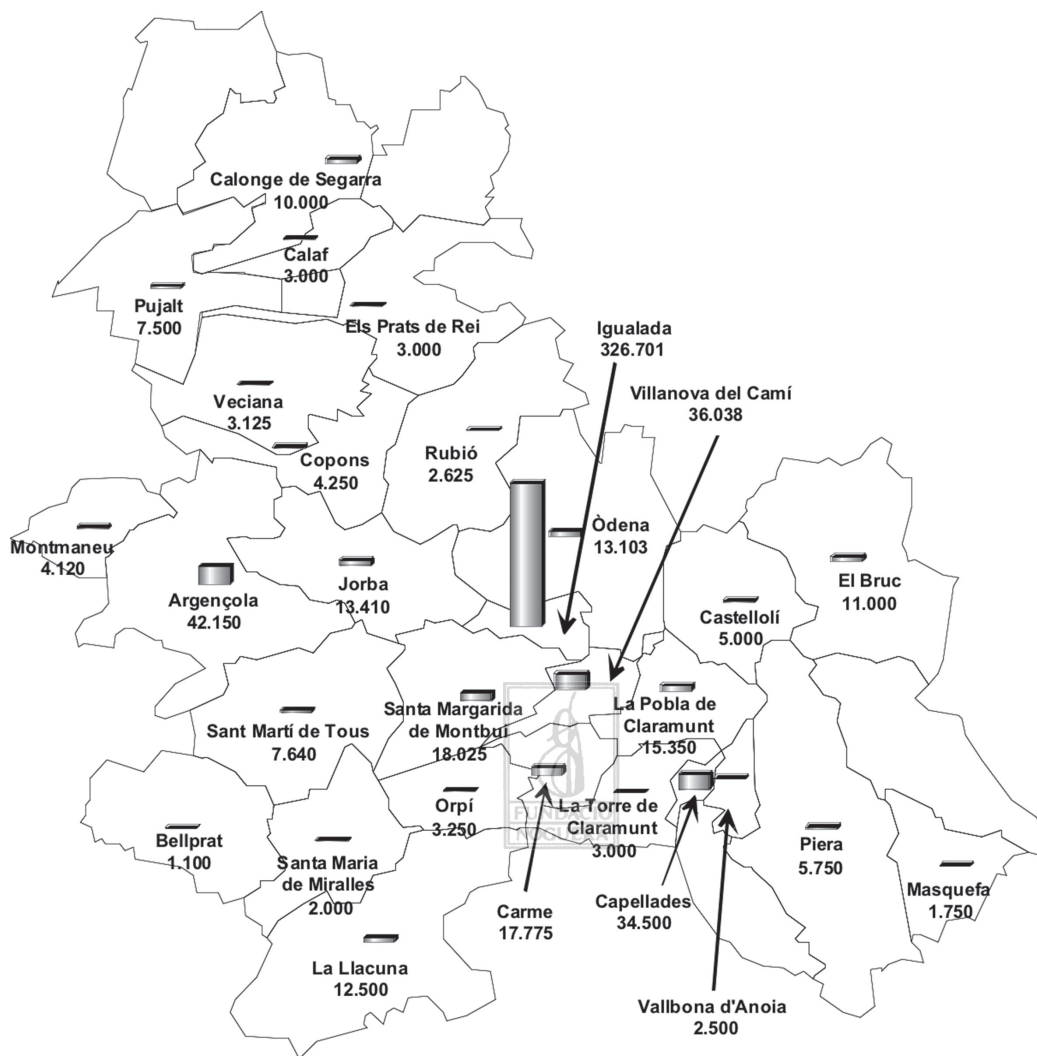 Calonge de Segarra
10.000
Calaf
3.000
Pujalt
7.500
Els Prats de Rei
3.000
Igualada
326.701
Villanova del Camí
36.038
Veciana
3.125
Copons
4.250
Rubió
2.625
Òdena
13.103
Montmaneu
4.120
Argençola
42.150
Jorba
13.410
El Bruc
11.000
Castellolí
5.000
Sant Martí de Tous
7.640
Santa Margarida
de Montbui
18.025
La Pobla de
Claramunt
15.350
Orpí
3.250
La Torre de
Claramunt
3.000
FUNDACIÓ
NOGUERA
Bellprat
1.100
Santa Maria
de Miralles
2.000
Piera
5.750
Masquefa
1.750
Carme
17.775
Capellades
34.500
La Llacuna
12.500
Vallbona d'Anoia
2.500